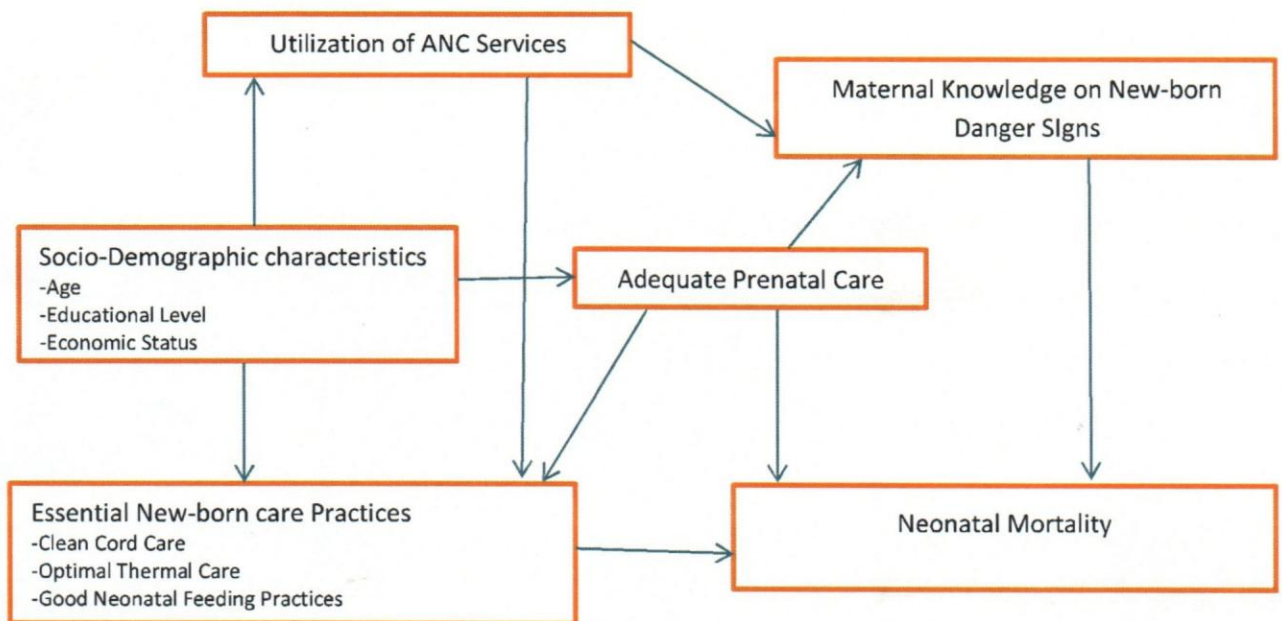 Utilization of ANC Services
Maternal Knowledge on New-born
Danger SIgns
Socio-Demographic characteristics
-Age
-Educational Level
-Economic Status
Adequate Prenatal Care
Essential New-born care Practices
-Clean Cord Care
-Optimal Thermal Care
-Good Neonatal Feeding Practices
Neonatal Mortality